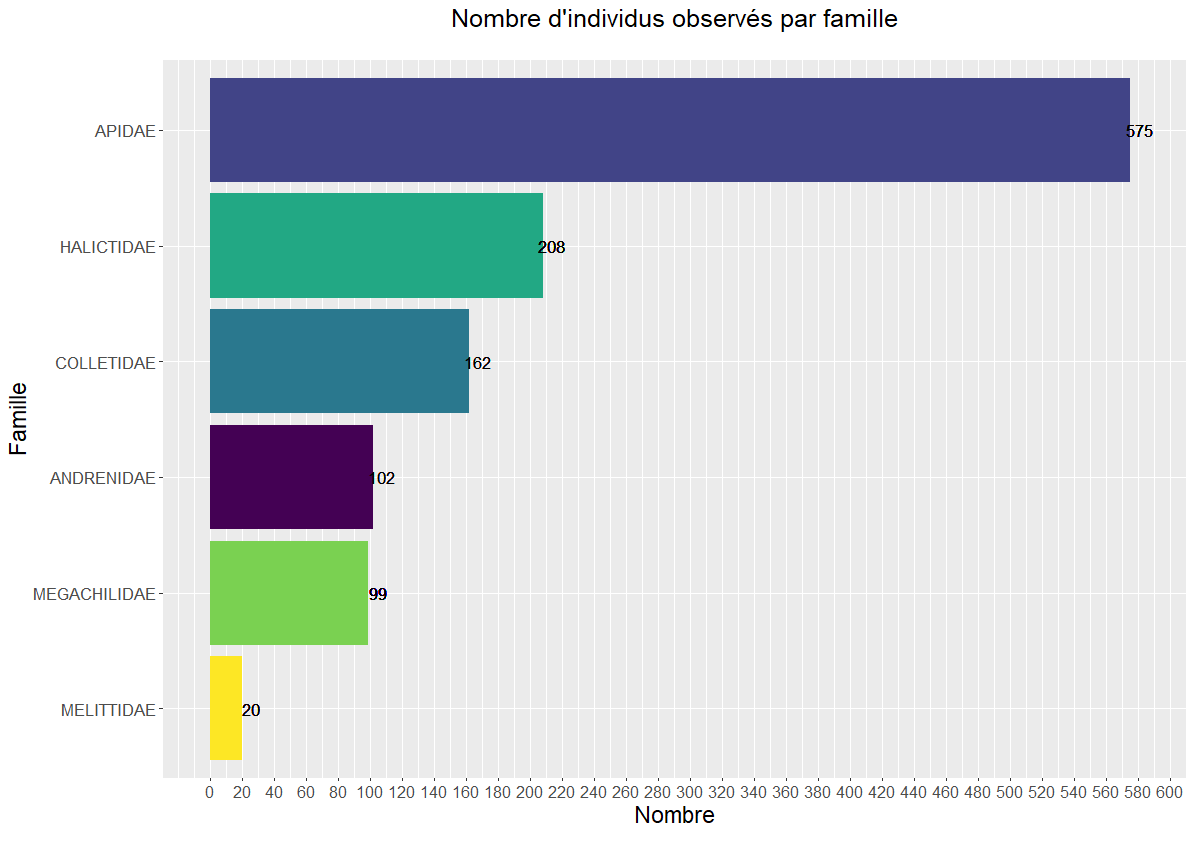 Nombre d'individus observés par famille
Famille
APIDAE 575
HALICTIDAE 208
COLLETIDAE 162
ANDRENIDAE 102
MEGACHILIDAE 99
MELITTIDAE 20
0 20 40 60 80 100 120 140 160 180 200 220 240 260 280 300 320 340 360 380 400 420 440 460 480 500 520 540 560 580 600
Nombre